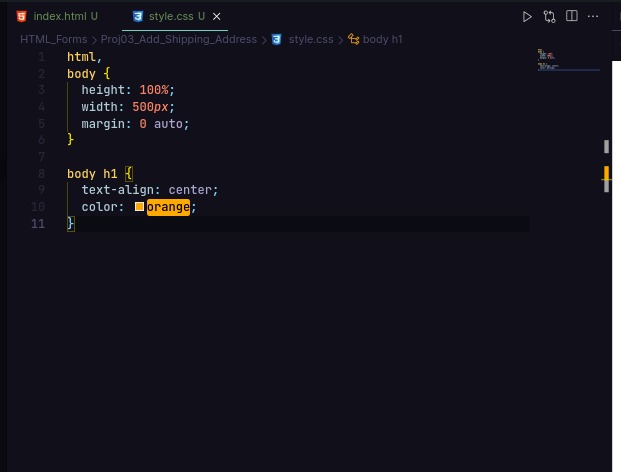 index.html U style.css U
HTML_Forms > Proj03_Add_Shipping_Address > style.css > body h1
1 html,
2 body {
3 height: 100%;
4 width: 500px;
5 margin: 0 auto;
6 }
7
8 body h1 {
9 text-align: center;
10 color: orange;
11 }